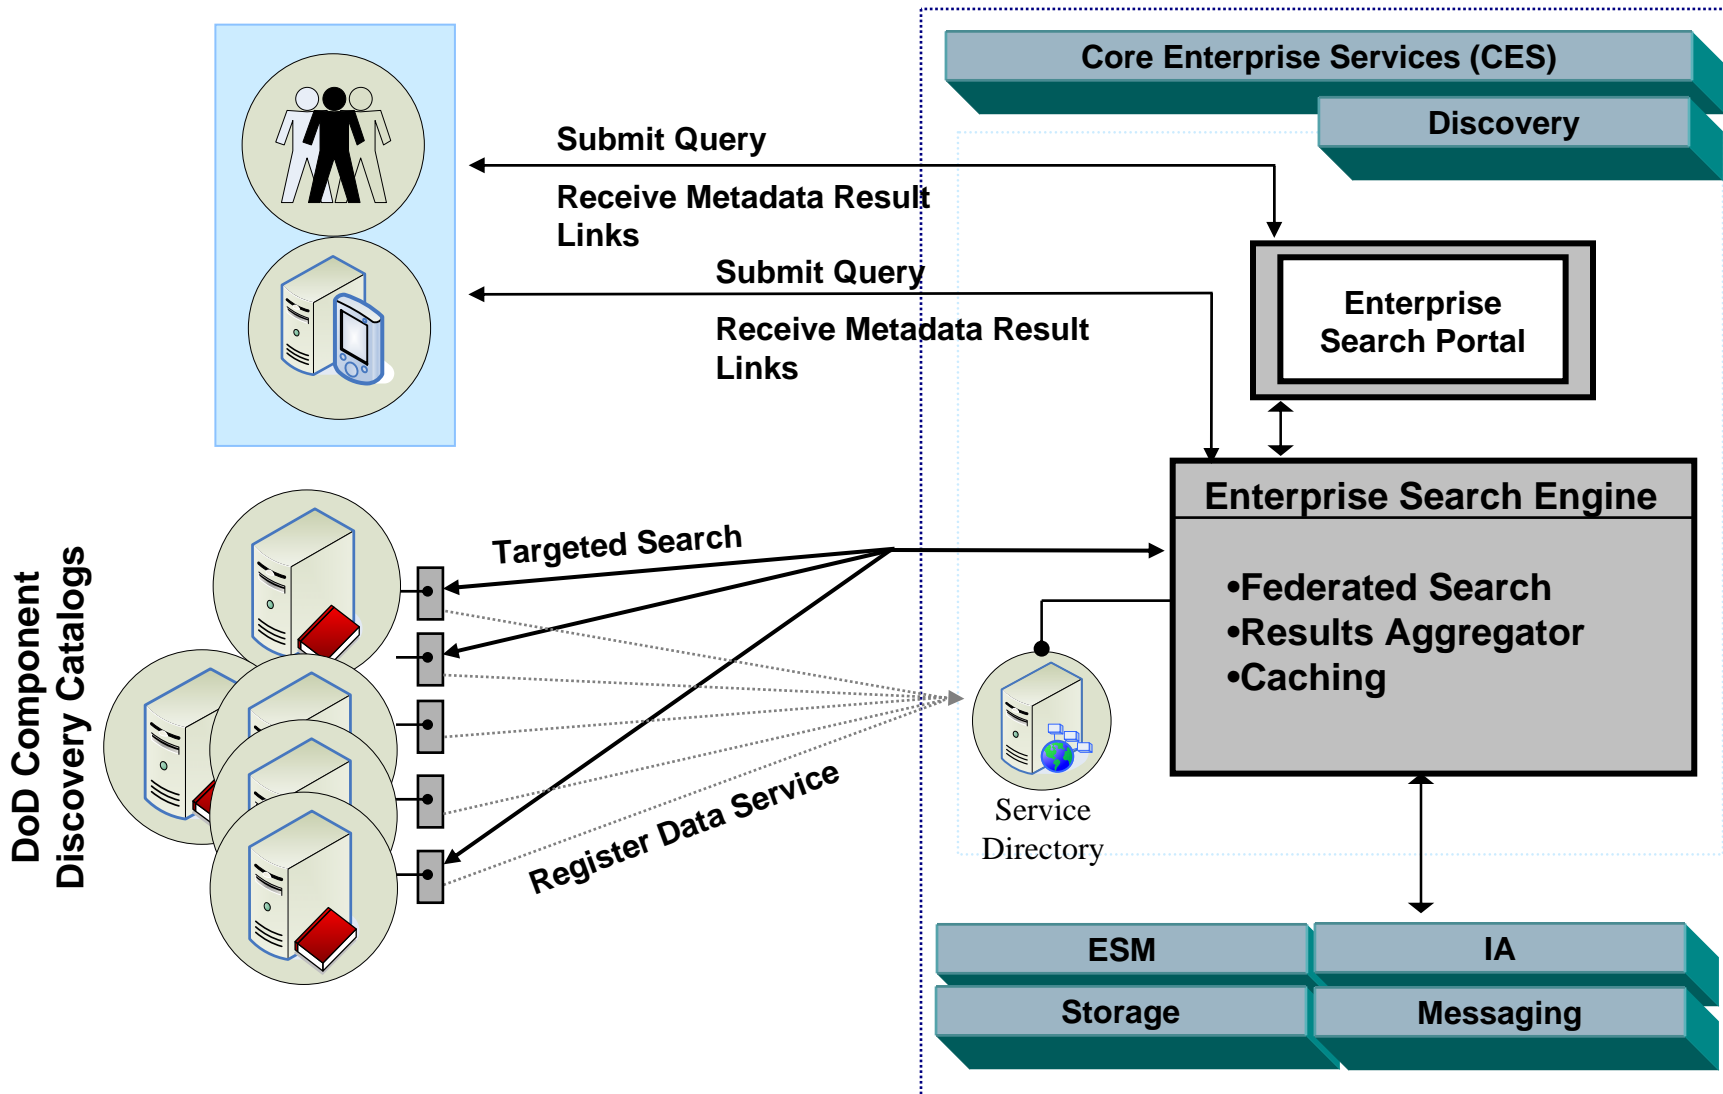 Core Enterprise Services (CES)
Discovery
Submit Query
Receive Metadata Result
Links
Submit Query
Receive Metadata Result
Links
Enterprise
Search Portal
Enterprise Search Engine
•Federated Search
•Results Aggregator
•Caching
Targeted Search
DoD Component
Discovery Catalogs
Register Data Service
Service
Directory
ESM
IA
Storage
Messaging